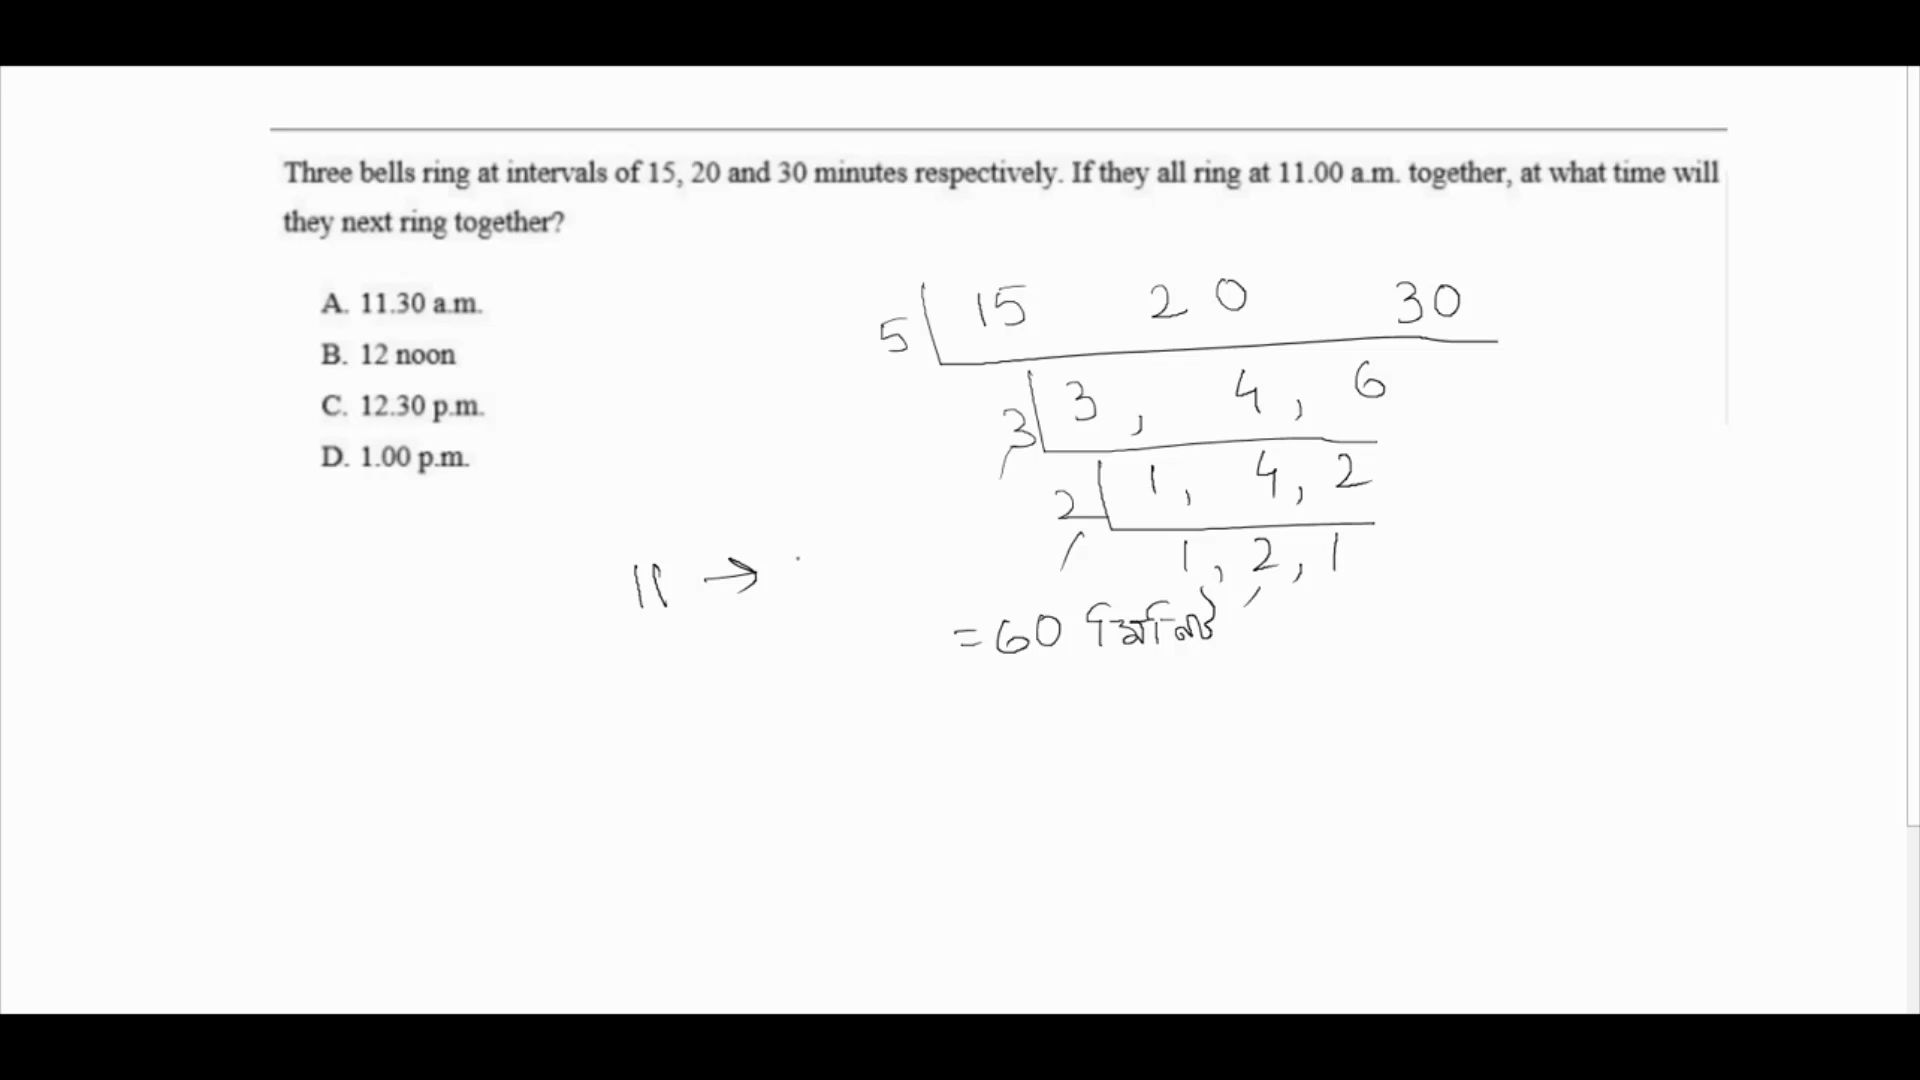 Three bells ring at intervals of 15, 20 and 30 minutes respectively. If they all ring at 11.00 a.m. together, at what time will
they next ring together?
A. 11.30 a.m.
B. 12 noon
C. 12.30 p.m.
D. 1.00 p.m.
5 15 20 30
3 3, 4, 6
2 1, 4, 2
1, 2, 1
= 60 মিনিট
11 →